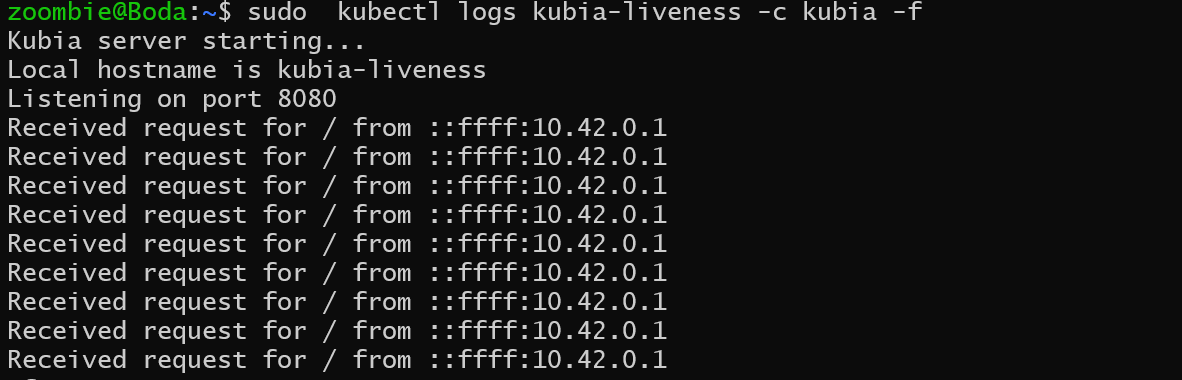 zoombie@Boda:~$ sudo  kubectl logs kubia-liveness -c kubia -f
Kubia server starting...
Local hostname is kubia-liveness
Listening on port 8080
Received request for / from ::ffff:10.42.0.1
Received request for / from ::ffff:10.42.0.1
Received request for / from ::ffff:10.42.0.1
Received request for / from ::ffff:10.42.0.1
Received request for / from ::ffff:10.42.0.1
Received request for / from ::ffff:10.42.0.1
Received request for / from ::ffff:10.42.0.1
Received request for / from ::ffff:10.42.0.1
Received request for / from ::ffff:10.42.0.1